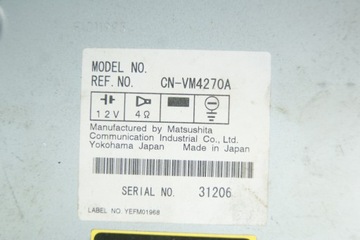 MODEL NO.
REF. NO. CN-VM4270A
12V 4Ω
Manufactured by Matsushita
Communication Industrial Co., Ltd.
Yokohama Japan Made in Japan
SERIAL NO. 31206
LABEL NO. YEFM01968